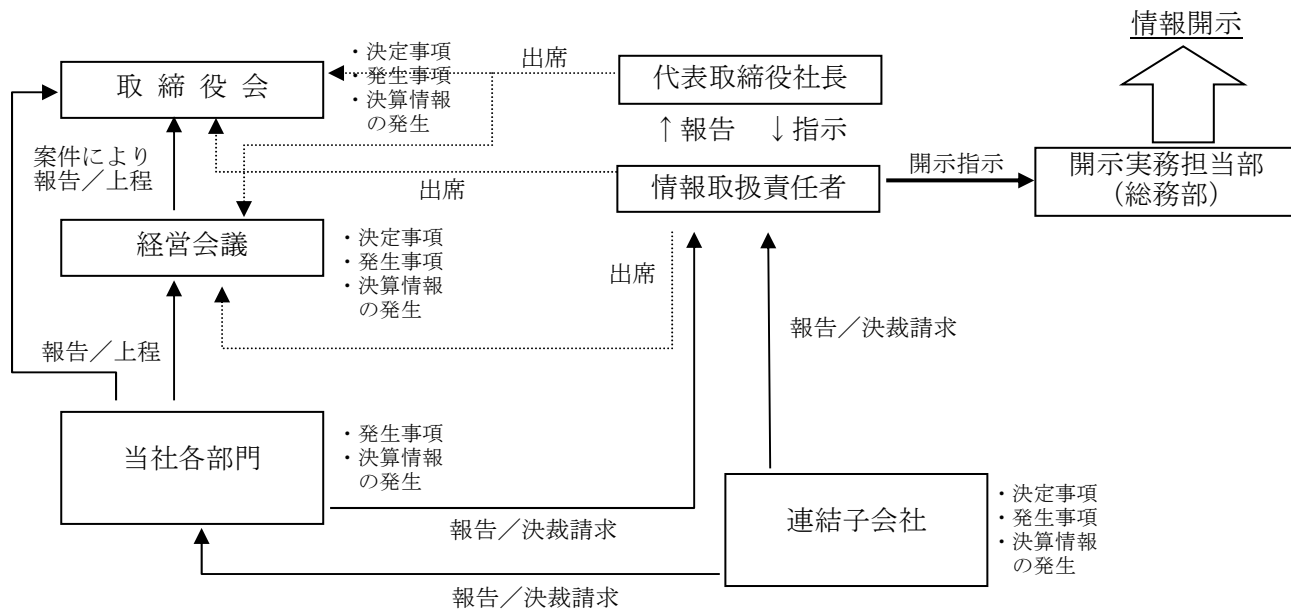 情報開示
・決定事項
・発生事項
・決算情報
の発生
出席
取 締 役 会
代表取締役社長
↑報告 ↓指示
案件により
報告／上程
出席
情報取扱責任者
開示指示
開示実務担当部
（総務部）
経営会議
・決定事項
・発生事項
・決算情報
の発生
出席
報告／上程
報告／決裁請求
当社各部門
・発生事項
・決算情報
の発生
報告／決裁請求
連結子会社
・決定事項
・発生事項
・決算情報
の発生
報告／決裁請求